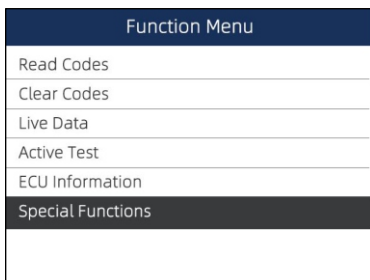 Function Menu
Read Codes
Clear Codes
Live Data
Active Test
ECU Information
Special Functions